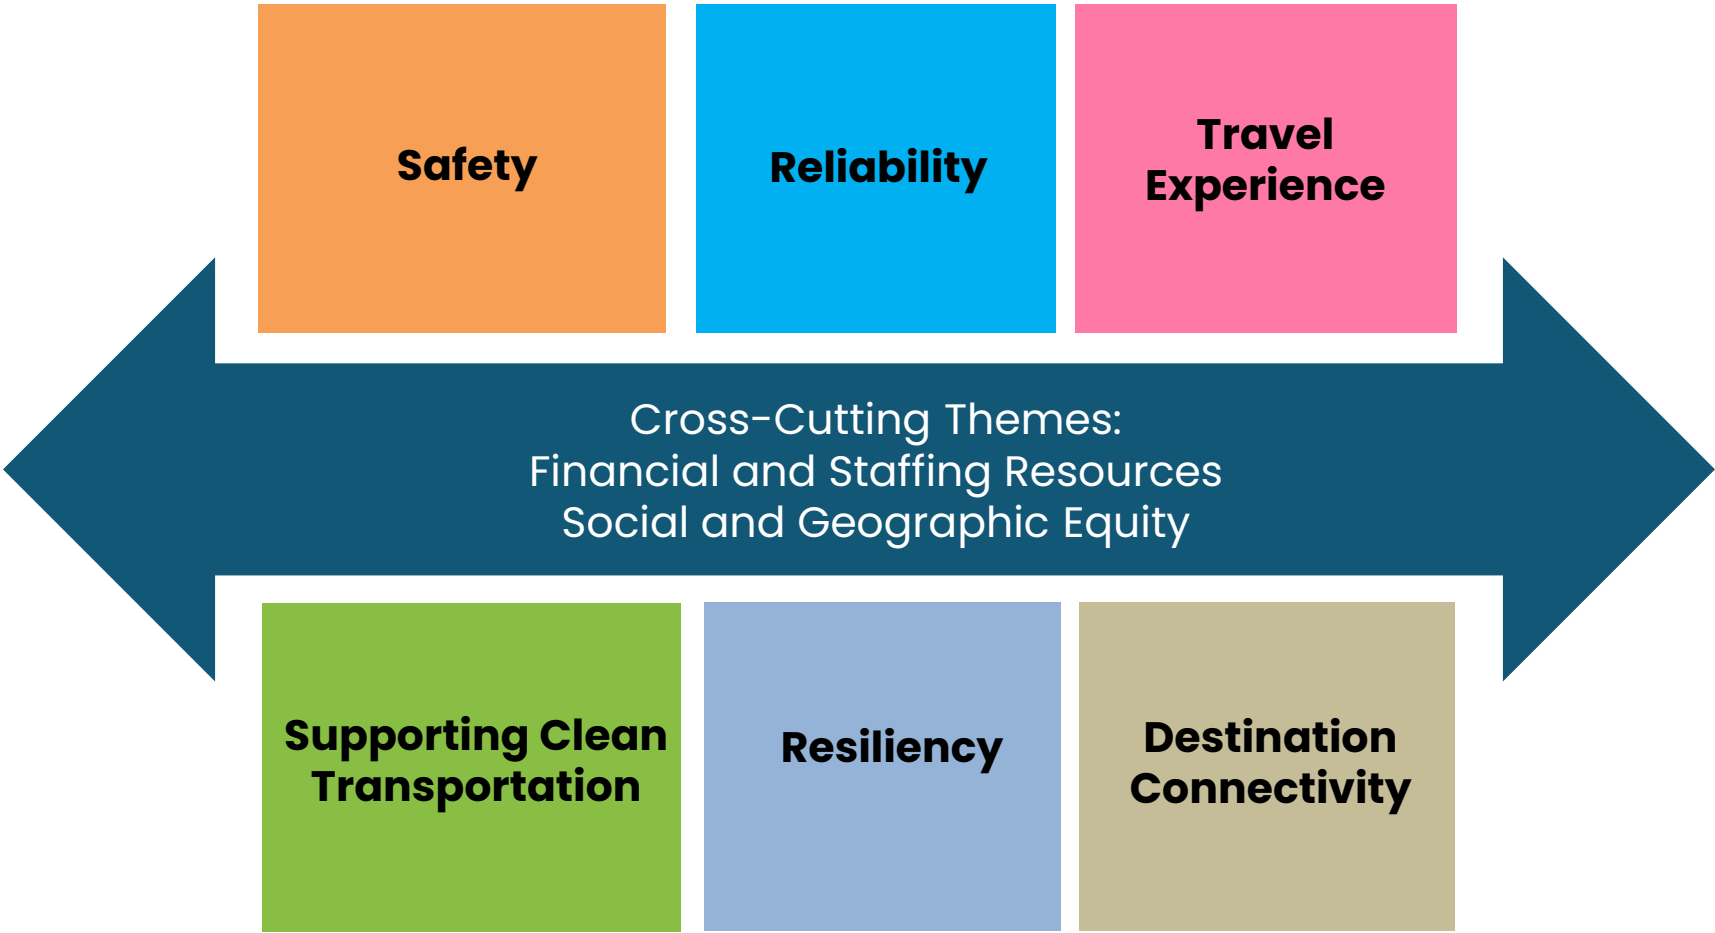 Safety
Reliability
Travel
Experience
Cross-Cutting Themes:
Financial and Staffing Resources
Social and Geographic Equity
Supporting Clean
Transportation
Resiliency
Destination
Connectivity